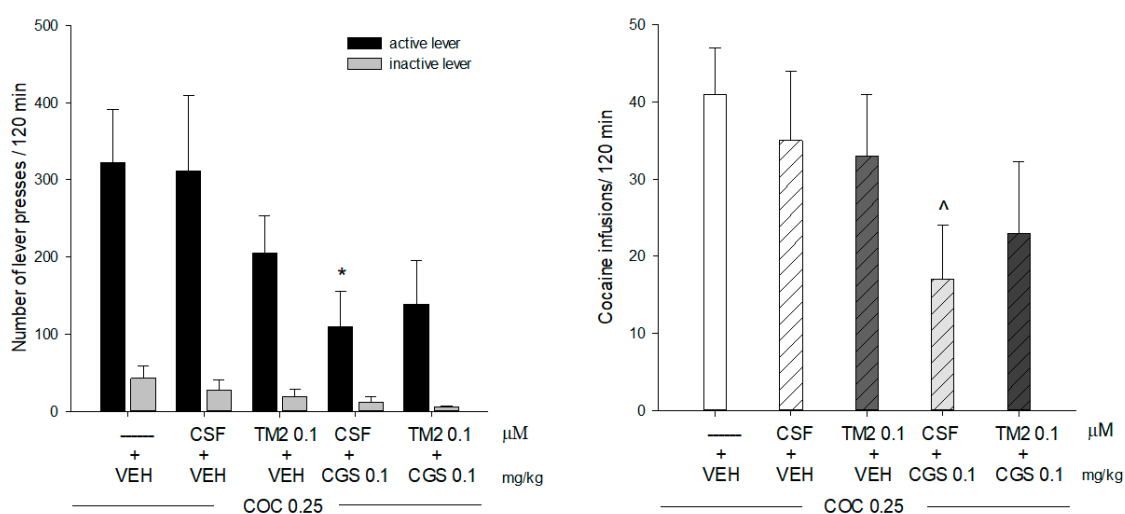 500
400
300
200
100
0
Number of lever presses / 120 min
active lever
inactive lever
*
------ CSF TM2 0.1 CSF TM2 0.1 μM
+ + + + +
VEH VEH VEH CGS 0.1 CGS 0.1 mg/kg
COC 0.25
50
40
30
20
10
0
Cocaine infusions/ 120 min
^
------ CSF TM2 0.1 CSF TM2 0.1 μM
+ + + + +
VEH VEH VEH CGS 0.1 CGS 0.1 mg/kg
COC 0.25